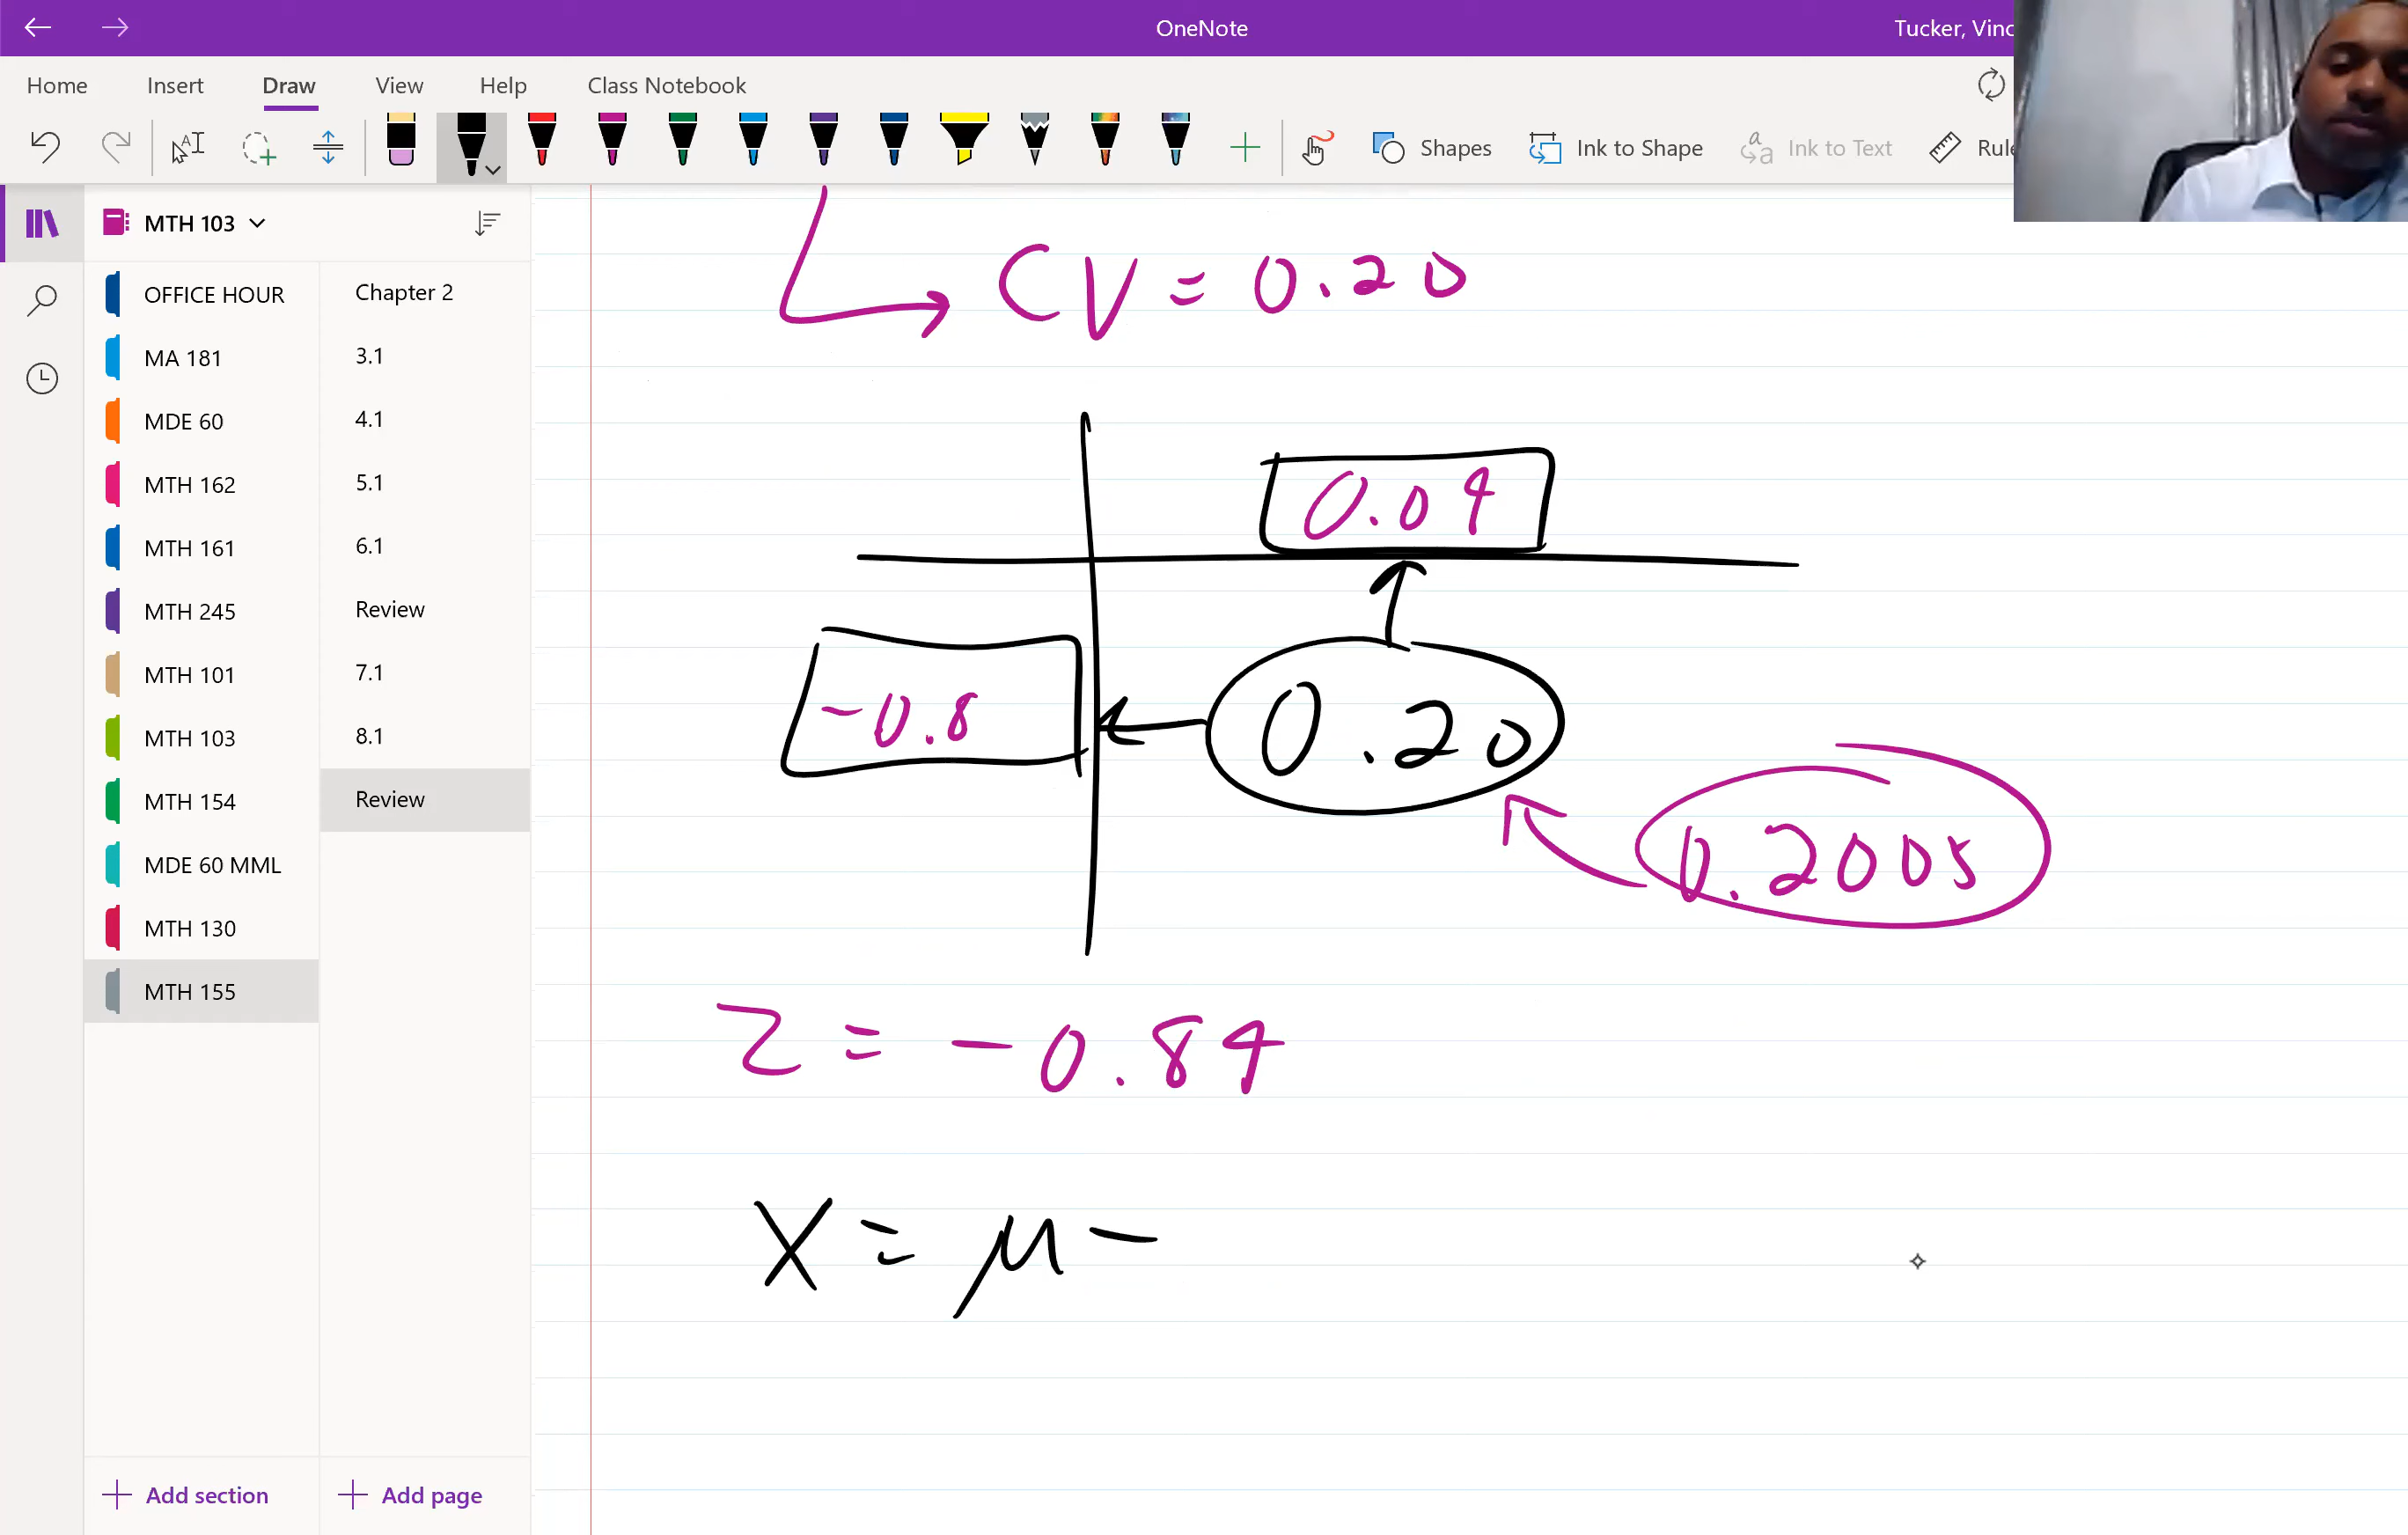 OneNote
Tucker, Vinc
Home Insert Draw View Help Class Notebook
Shapes Ink to Shape Ink to Text Rule
MTH 103
OFFICE HOUR
MA 181
MDE 60
MTH 162
MTH 161
MTH 245
MTH 101
MTH 103
MTH 154
MDE 60 MML
MTH 130
MTH 155
Add section
Chapter 2
3.1
4.1
5.1
6.1
Review
7.1
8.1
Review
Add page
CV = 0.20
0.04
-0.8
0.20
0.2005
Z = -0.84
X = μ -